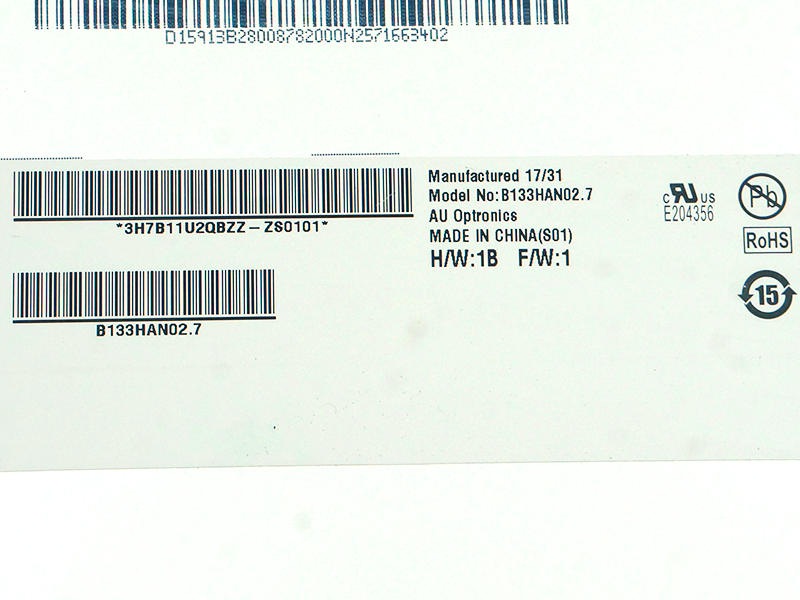 D15913B28008782000N2571663402
*3H7B11U2QBZZ-ZS0101*
B133HAN02.7
Manufactured 17/31
Model No:B133HAN02.7
AU Optronics
MADE IN CHINA(S01)
H/W:1B F/W:1
c RU US
E204356
Pb
RoHS
15